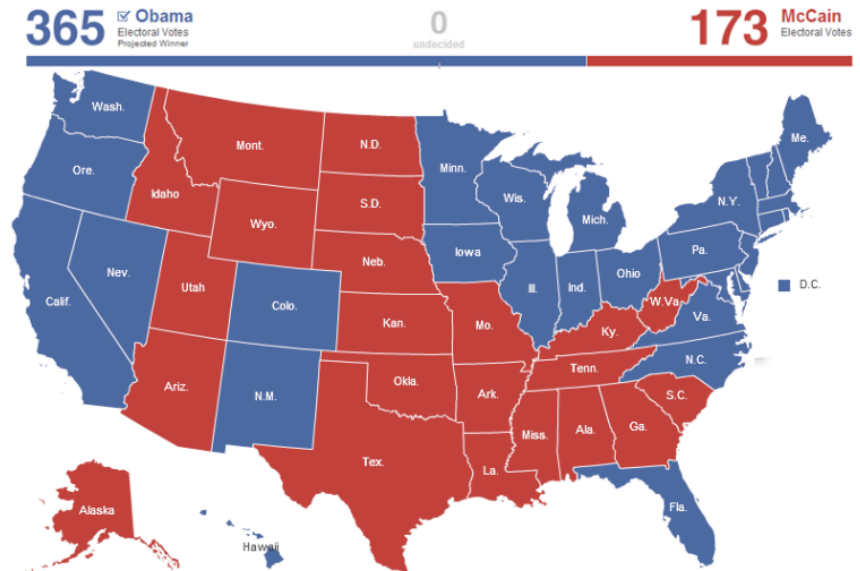 365
Obama
Electoral Votes
Projected Winner
0
undecided
173
McCain
Electoral Votes
Wash.
Ore.
Calif.
Nev.
Idaho
Mont.
Wyo.
Utah
Colo.
Ariz.
N.M.
N.D.
S.D.
Neb.
Kan.
Okla.
Tex.
Minn.
Iowa
Mo.
Ark.
La.
Wis.
Ill.
Mich.
Ind.
Ohio
Ky.
Tenn.
Miss.
Ala.
Ga.
Fla.
S.C.
N.C.
Va.
W.Va
Pa.
N.Y.
Me.
D.C.
Alaska
Hawaii